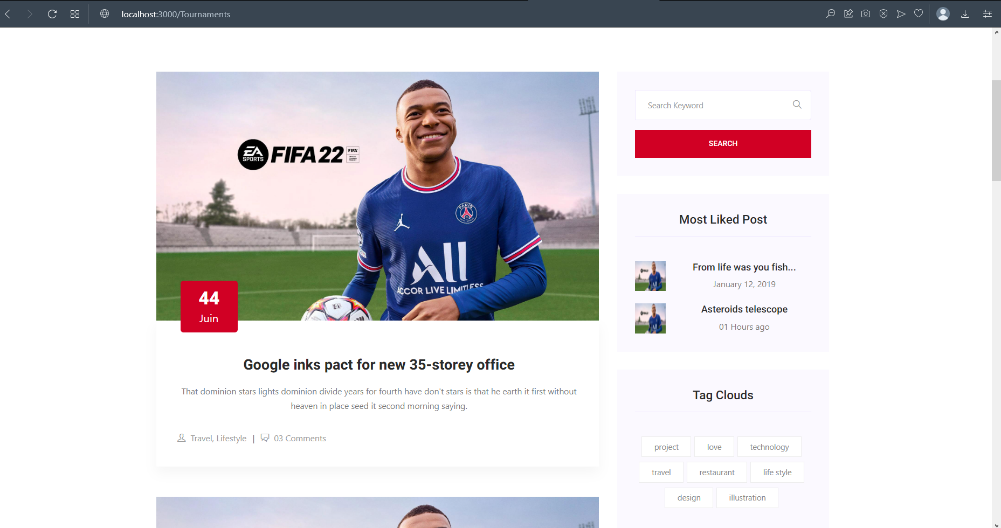 localhost:3000/Tournaments
EA
SPORTS
FIFA 22
FIFA
ALL
ACCOR LIVE LIMITLESS
44
Juin
Google inks pact for new 35-storey office
That dominion stars lights dominion divide years for fourth have don't stars is that he earth it first without
heaven in place seed it second morning saying.
Travel, Lifestyle | 03 Comments
Search Keyword
SEARCH
Most Liked Post
From life was you fish...
January 12, 2019
Asteroids telescope
01 Hours ago
Tag Clouds
project love technology
travel restaurant life style
design illustration